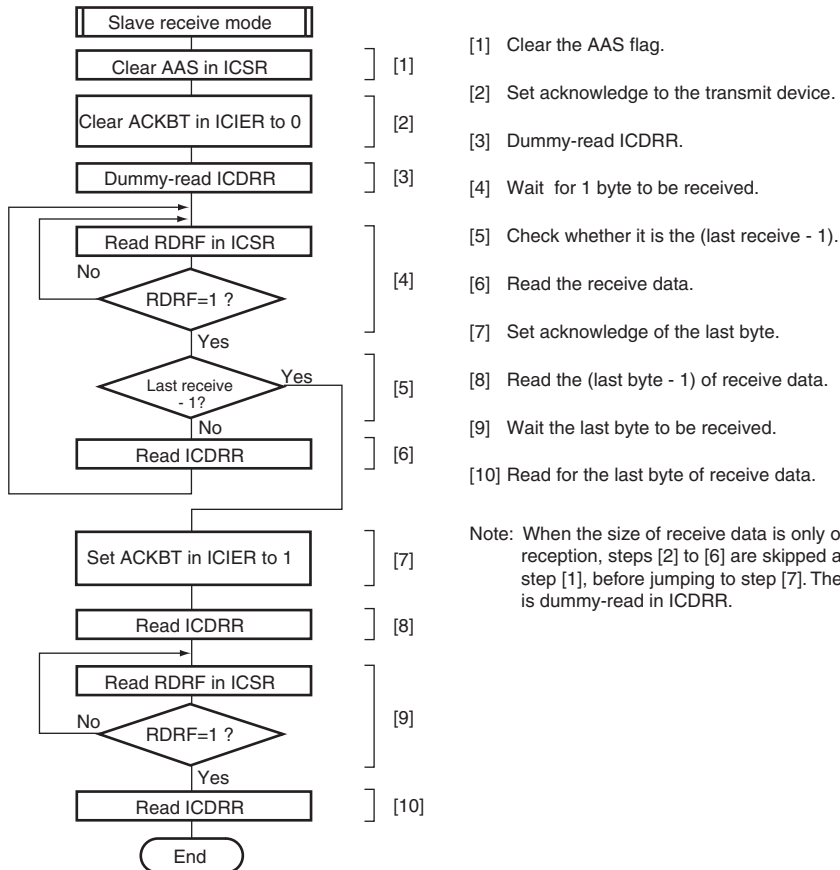 Slave receive mode
Clear AAS in ICSR
[1]
Clear ACKBT in ICIER to 0
[2]
Dummy-read ICDRR
[3]
Read RDRF in ICSR
No
RDRF=1 ?
[4]
Yes
Last receive
- 1?
Yes
[5]
No
Read ICDRR
[6]
Set ACKBT in ICIER to 1
[7]
Read ICDRR
[8]
Read RDRF in ICSR
No
RDRF=1 ?
[9]
Yes
Read ICDRR
[10]
End
[1] Clear the AAS flag.
[2] Set acknowledge to the transmit device.
[3] Dummy-read ICDRR.
[4] Wait for 1 byte to be received.
[5] Check whether it is the (last receive - 1).
[6] Read the receive data.
[7] Set acknowledge of the last byte.
[8] Read the (last byte - 1) of receive data.
[9] Wait the last byte to be received.
[10] Read for the last byte of receive data.
Note: When the size of receive data is only
reception, steps [2] to [6] are skipped
step [1], before jumping to step [7].
is dummy-read in ICDRR.